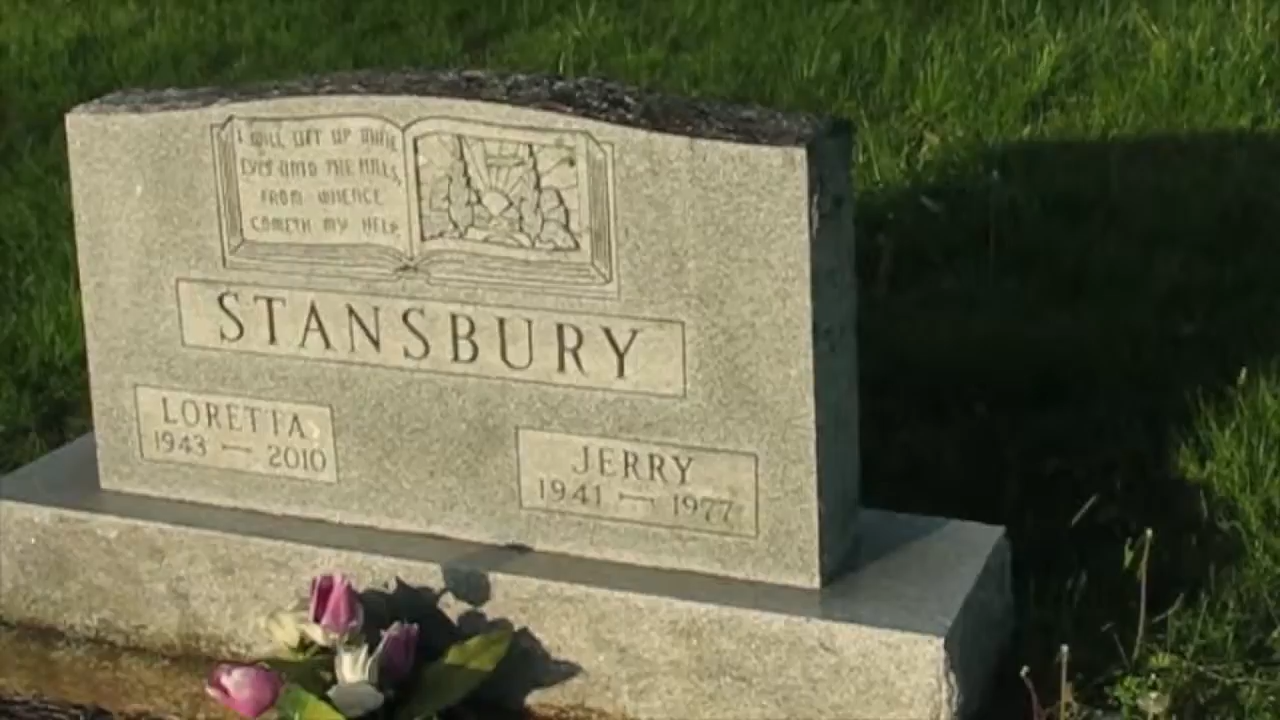 I WILL LIFT UP MINE
EYES UNTO THE HILLS,
FROM WHENCE
COMETH MY HELP.
STANSBURY
LORETTA
1943 — 2010
JERRY
1941 — 1977